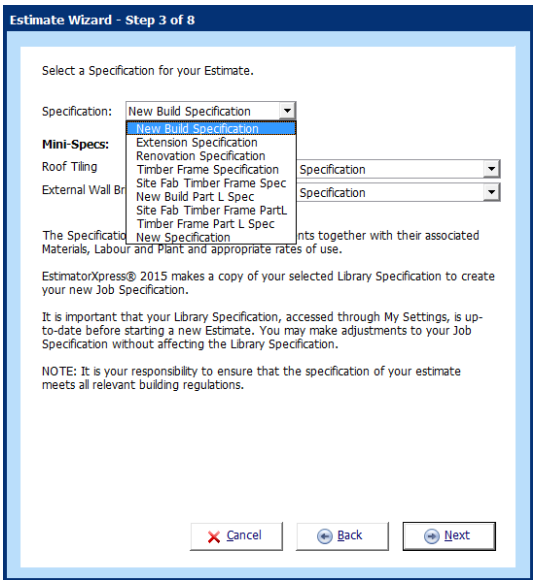 Estimate Wizard - Step 3 of 8
Select a Specification for your Estimate.
Specification: New Build Specification
New Build Specification
Extension Specification
Renovation Specification
Timber Frame Specification
Site Fab Timber Frame Spec
New Build Part L Spec
Site Fab Timber Frame PartL
Timber Frame Part L Spec
New Specification
Mini-Specs:
Roof Tiling Specification
External Wall Br Specification
The Specificatio nts together with their associated
Materials, Labour and Plant and appropriate rates of use.
EstimatorXpress® 2015 makes a copy of your selected Library Specification to create
your new Job Specification.
It is important that your Library Specification, accessed through My Settings, is up-
to-date before starting a new Estimate. You may make adjustments to your Job
Specification without affecting the Library Specification.
NOTE: It is your responsibility to ensure that the specification of your estimate
meets all relevant building regulations.
Cancel Back Next